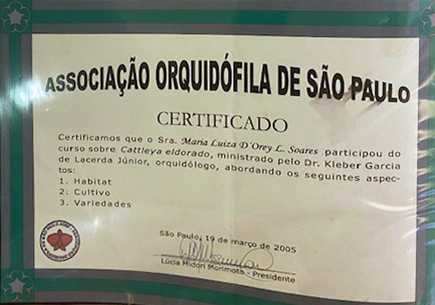 ASSOCIAÇÃO ORQUIDÓFILA DE SÃO PAULO
CERTIFICADO
Certificamos que o Sra. Maria Luiza D'Orey L. Soares participou do
curso sobre Cattleya eldorado, ministrado pelo Dr. Kleber Garcia
de Lacerda Júnior, orquidólogo, abordando os seguintes aspec-
tos:
1. Habitat
2. Cultivo
3. Variedades
São Paulo, 19 de março de 2005
Lúcia Midori Morimoto - Presidente